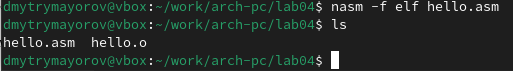 dmytrymayorov@vbox:~/work/arch-pc/lab04$ nasm -f elf hello.asm
dmytrymayorov@vbox:~/work/arch-pc/lab04$ ls
hello.asm  hello.o
dmytrymayorov@vbox:~/work/arch-pc/lab04$